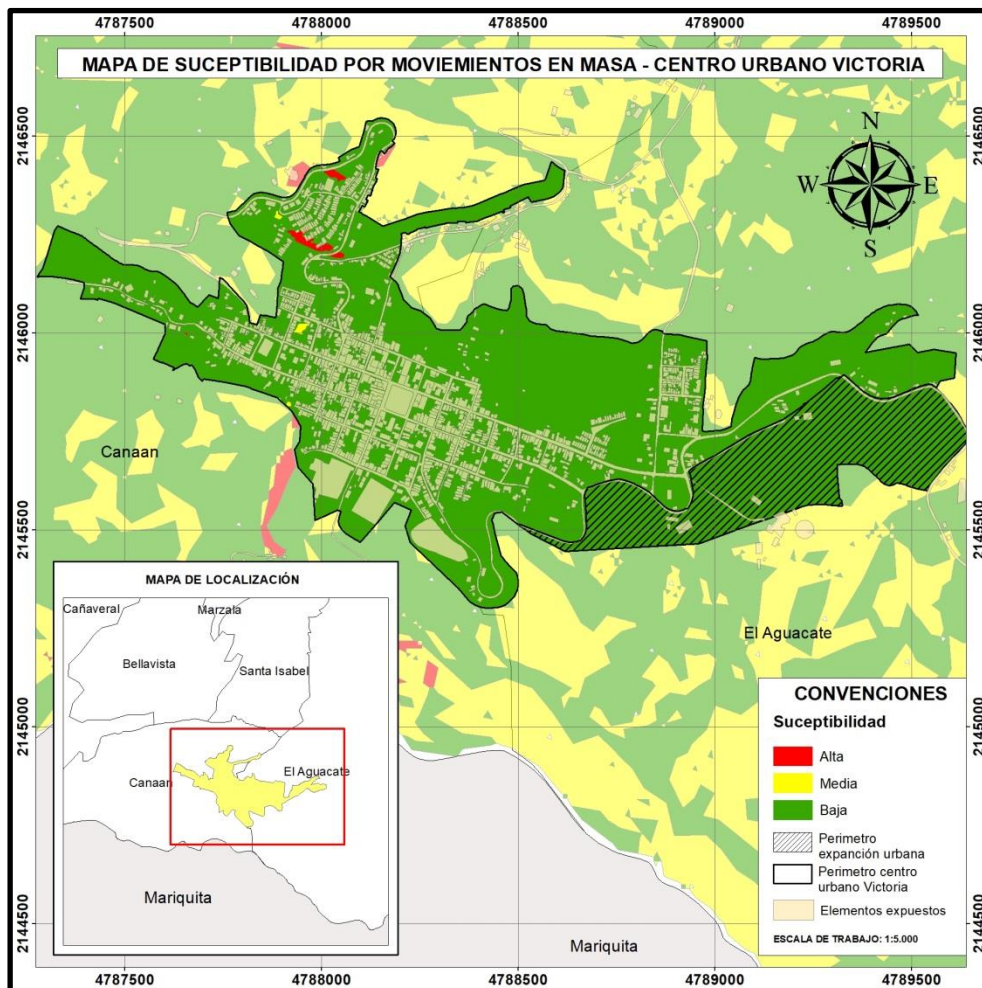 4787500 4788000 4788500 4789000 4789500
MAPA DE SUCEPTIBILIDAD POR MOVIEMIENTOS EN MASA - CENTRO URBANO VICTORIA
2146500 2146500
N
W E
S
2146000 2146000
Canaan
2145500 2145500
El Aguacate
MAPA DE LOCALIZACIÓN
Cañaveral
Marzala
Bellavista
Santa Isabel
Canaan
El Aguacate
Mariquita
2145000 2145000
CONVENCIONES
Suceptibilidad
Alta
Media
Baja
Perimetro
expanción urbana
Perimetro centro
urbano Victoria
Elementos expuestos
ESCALA DE TRABAJO: 1:5.000
2144500 2144500
Mariquita
4787500 4788000 4788500 4789000 4789500